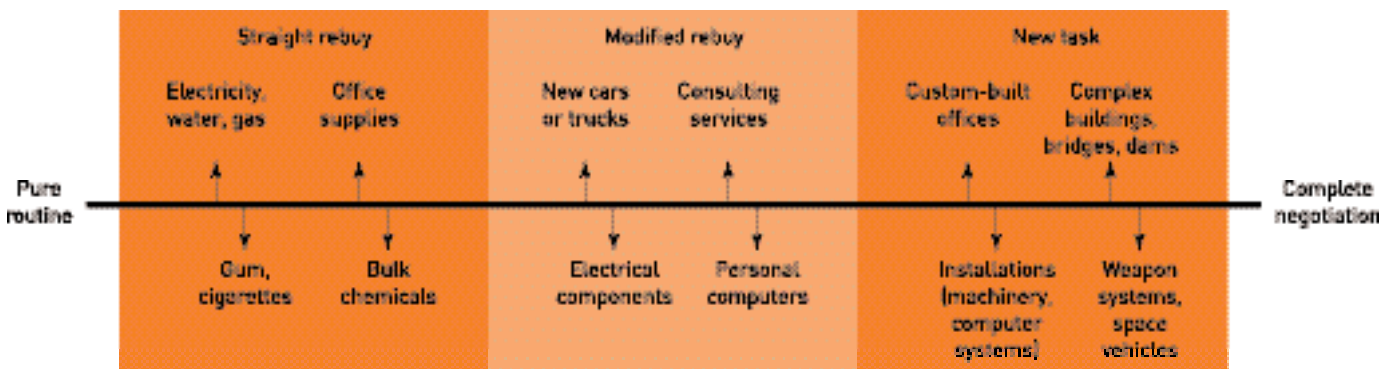 Straight rebuy
Modified rebuy
New task
Electricity,
water, gas
Office
supplies
New cars
or trucks
Consulting
services
Custom-built
offices
Complex
buildings,
bridges, dams
Pure
routine
Complete
negotiation
Gum,
cigarettes
Bulk
chemicals
Electrical
components
Personal
computers
Installations
(machinery,
computer
systems)
Weapon
systems,
space
vehicles